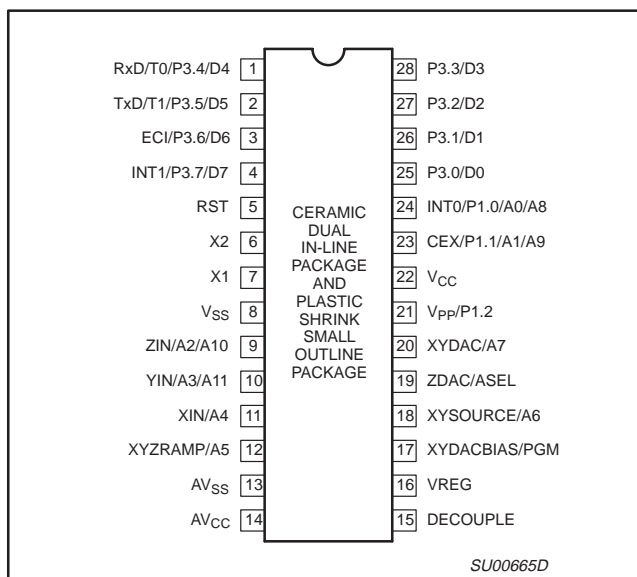 RxD/T0/P3.4/D4 1
TxD/T1/P3.5/D5 2
ECI/P3.6/D6 3
INT1/P3.7/D7 4
RST 5
X2 6
X1 7
VSS 8
ZIN/A2/A10 9
YIN/A3/A11 10
XIN/A4 11
XYZRAMP/A5 12
AVSS 13
AVCC 14
CERAMIC
DUAL
IN-LINE
PACKAGE
AND
PLASTIC
SHRINK
SMALL
OUTLINE
PACKAGE
28 P3.3/D3
27 P3.2/D2
26 P3.1/D1
25 P3.0/D0
24 INT0/P1.0/A0/A8
23 CEX/P1.1/A1/A9
22 VCC
21 VPP/P1.2
20 XYDAC/A7
19 ZDAC/ASEL
18 XYSOURCE/A6
17 XYDACBIAS/PGM
16 VREG
15 DECOUPLE
SU00665D